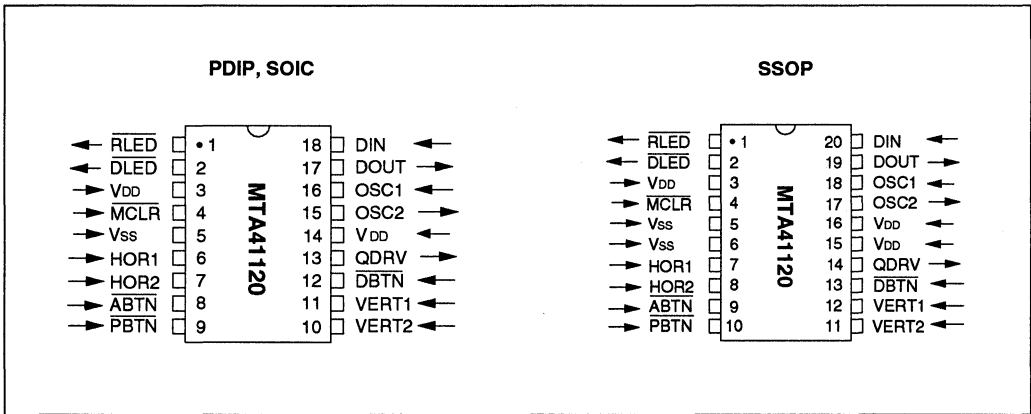 PDIP, SOIC
RLED • 1 18 DIN
DLED 2 17 DOUT
VDD 3 16 OSC1
MCLR 4 15 OSC2
VSS 5 14 VDD
HOR1 6 13 QDRV
HOR2 7 12 DBTN
ABTN 8 11 VERT1
PBTN 9 10 VERT2
MTA41120
SSOP
RLED • 1 20 DIN
DLED 2 19 DOUT
VDD 3 18 OSC1
MCLR 4 17 OSC2
VSS 5 16 VDD
VSS 6 15 VDD
HOR1 7 14 QDRV
HOR2 8 13 DBTN
ABTN 9 12 VERT1
PBTN 10 11 VERT2
MTA41120